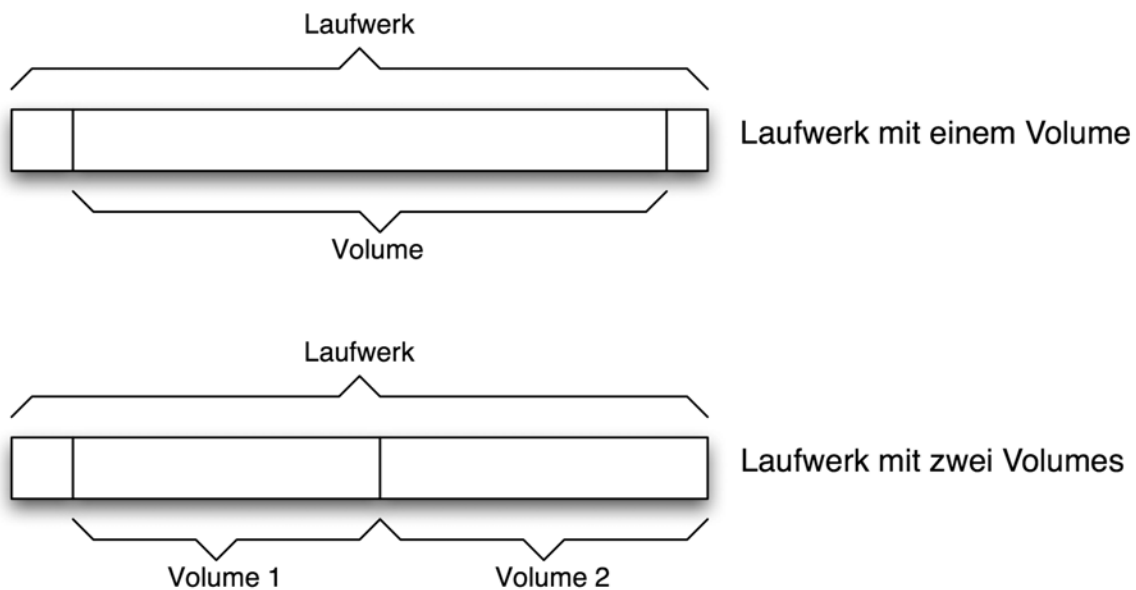 Laufwerk
Laufwerk mit einem Volume
Volume
Laufwerk
Laufwerk mit zwei Volumes
Volume 1
Volume 2